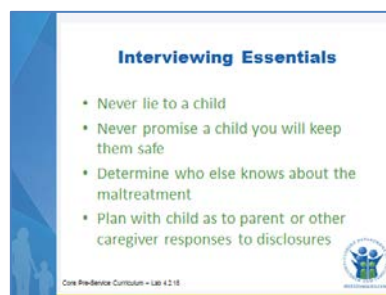 Interviewing Essentials
• Never lie to a child
• Never promise a child you will keep
them safe
• Determine who else knows about the
maltreatment
• Plan with child as to parent or other
caregiver responses to disclosures
Core Pre-Service Curriculum – Lab 4.2.18